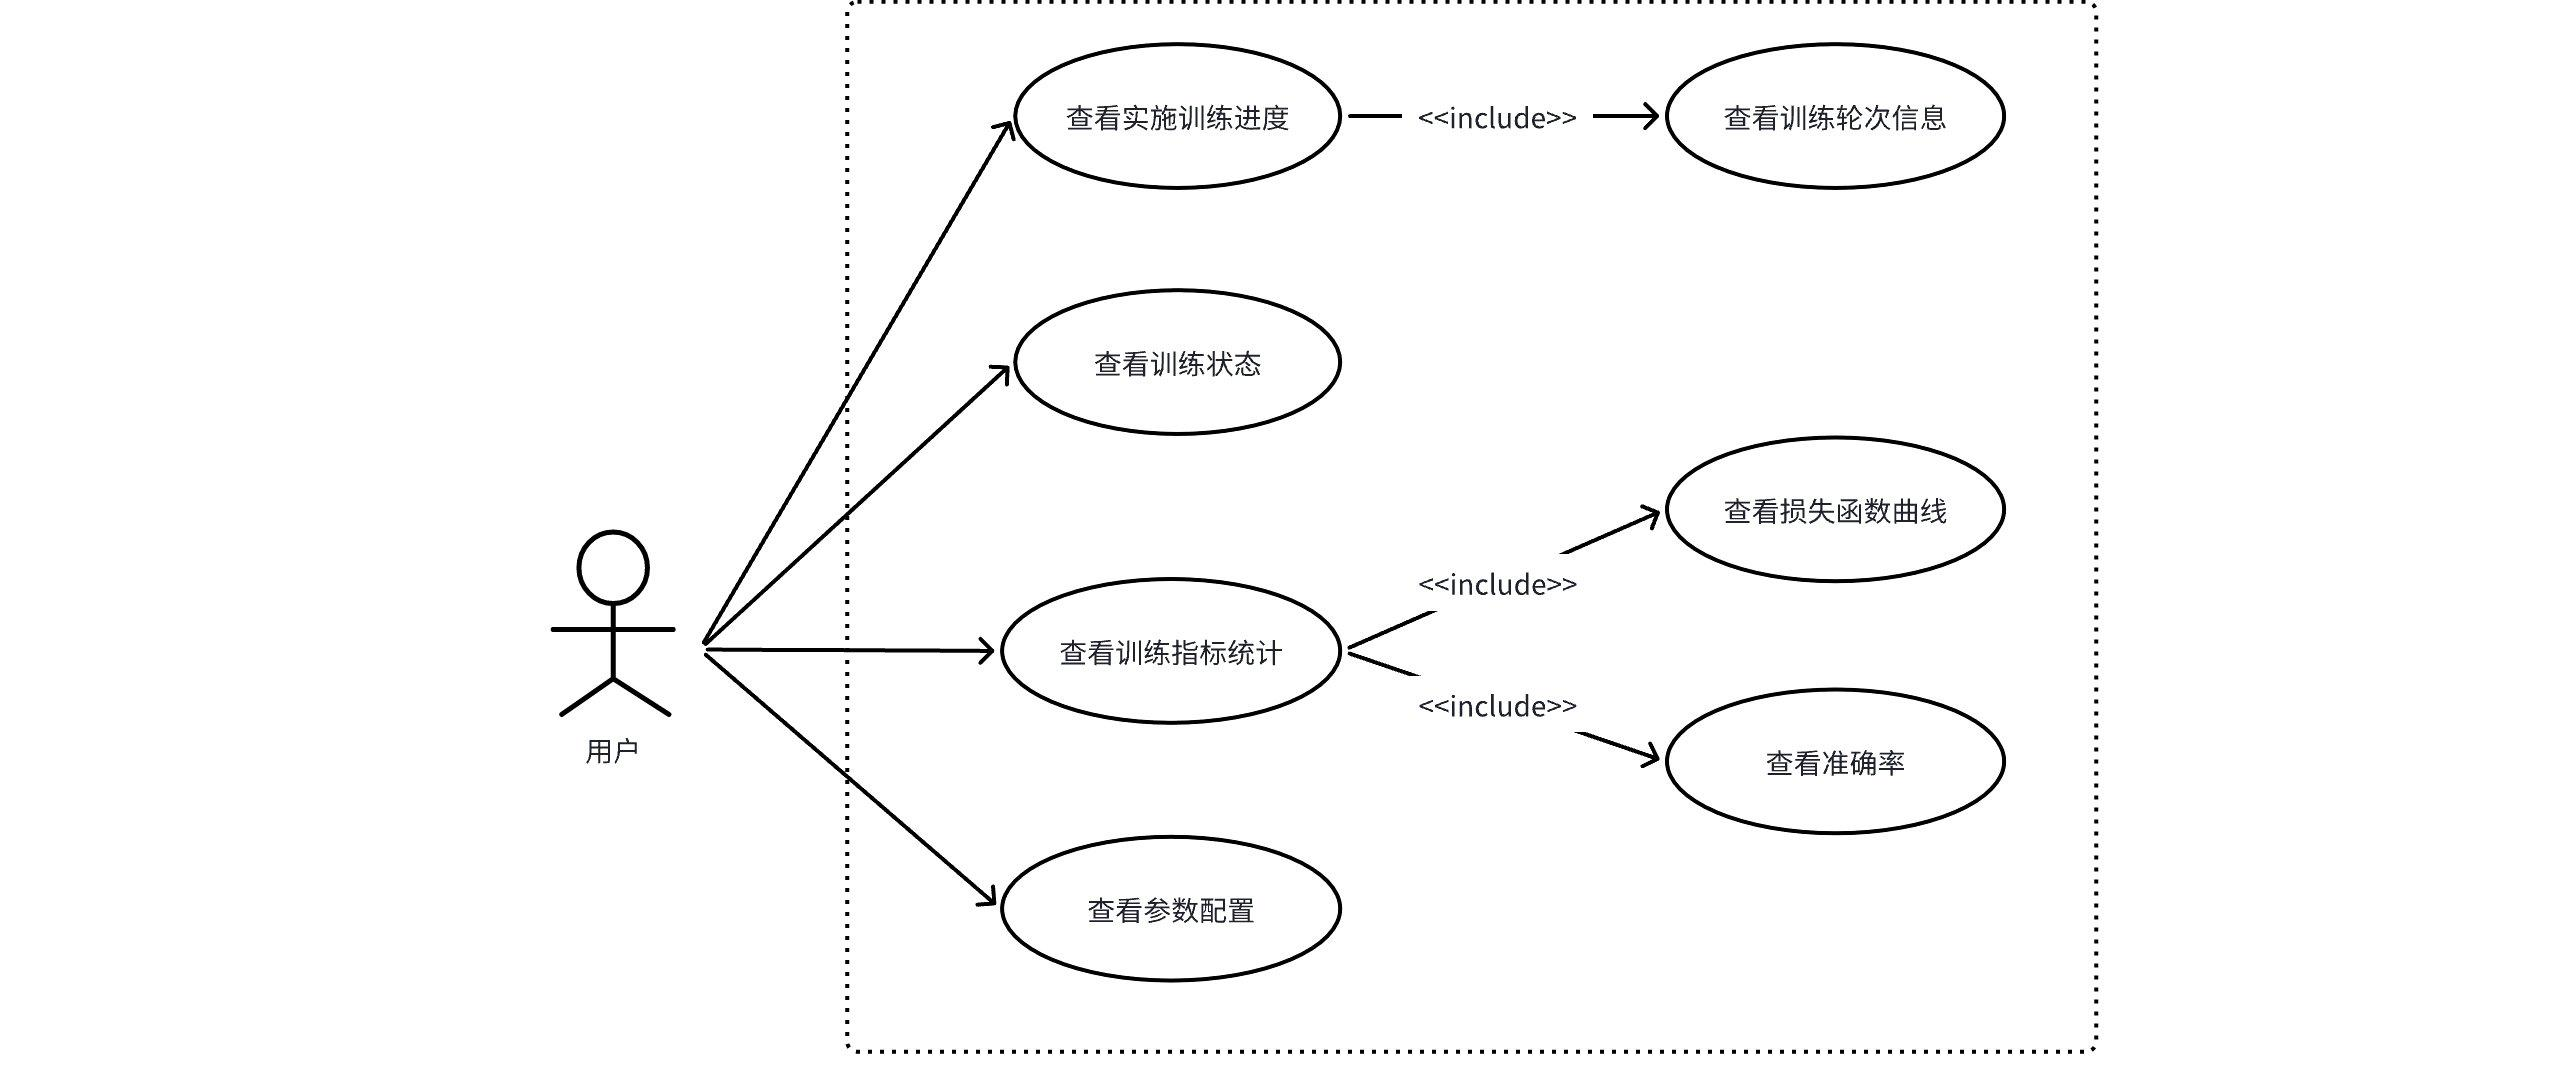 查看实施训练进度
<<include>>
查看训练轮次信息
查看训练状态
查看损失函数曲线
<<include>>
查看训练指标统计
<<include>>
用户
查看准确率
查看参数配置